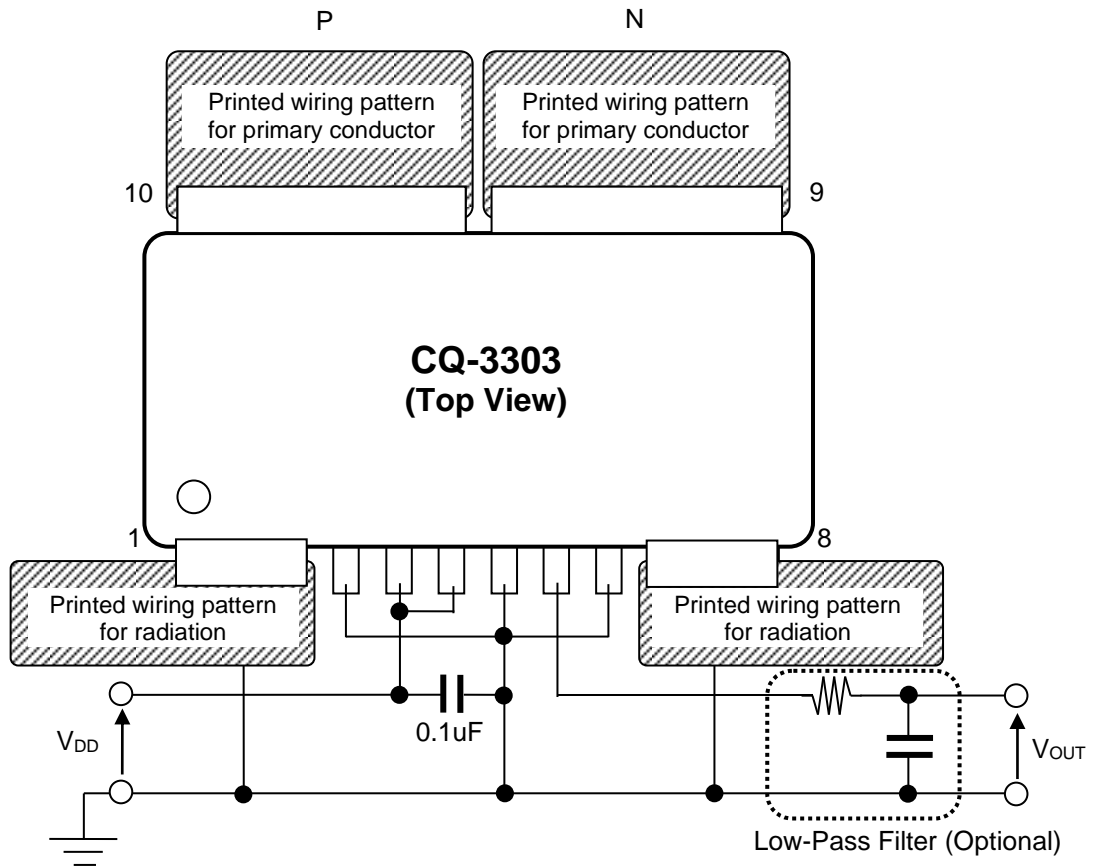 P
N
Printed wiring pattern
for primary conductor
Printed wiring pattern
for primary conductor
10
9
CQ-3303
(Top View)
1
8
Printed wiring pattern
for radiation
Printed wiring pattern
for radiation
0.1uF
VDD
VOUT
Low-Pass Filter (Optional)